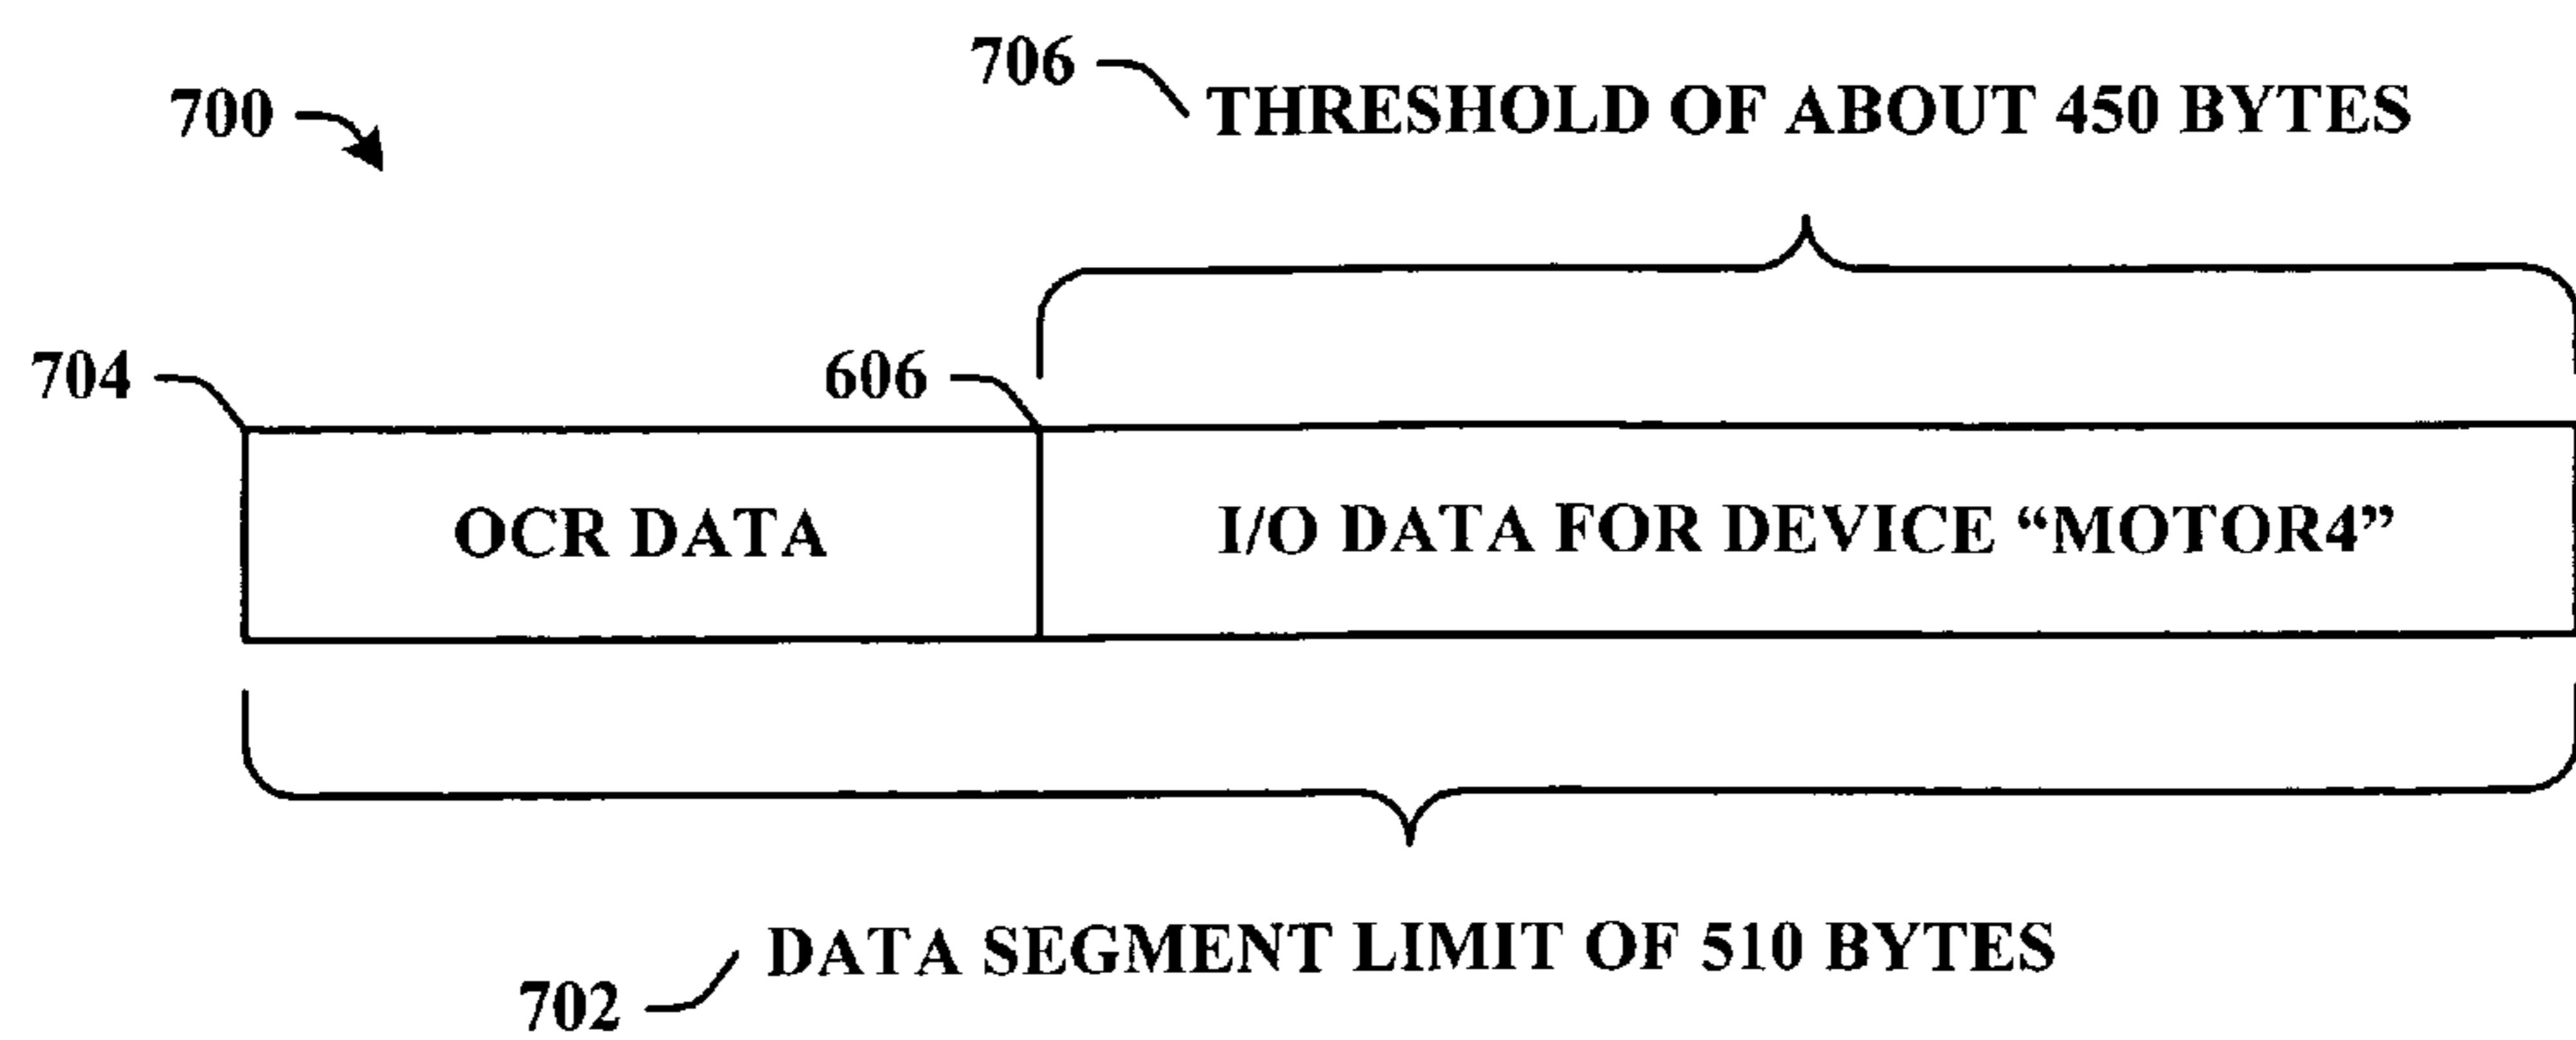 706
THRESHOLD OF ABOUT 450 BYTES
700
704
606
OCR DATA
I/O DATA FOR DEVICE “MOTOR4”
DATA SEGMENT LIMIT OF 510 BYTES
702